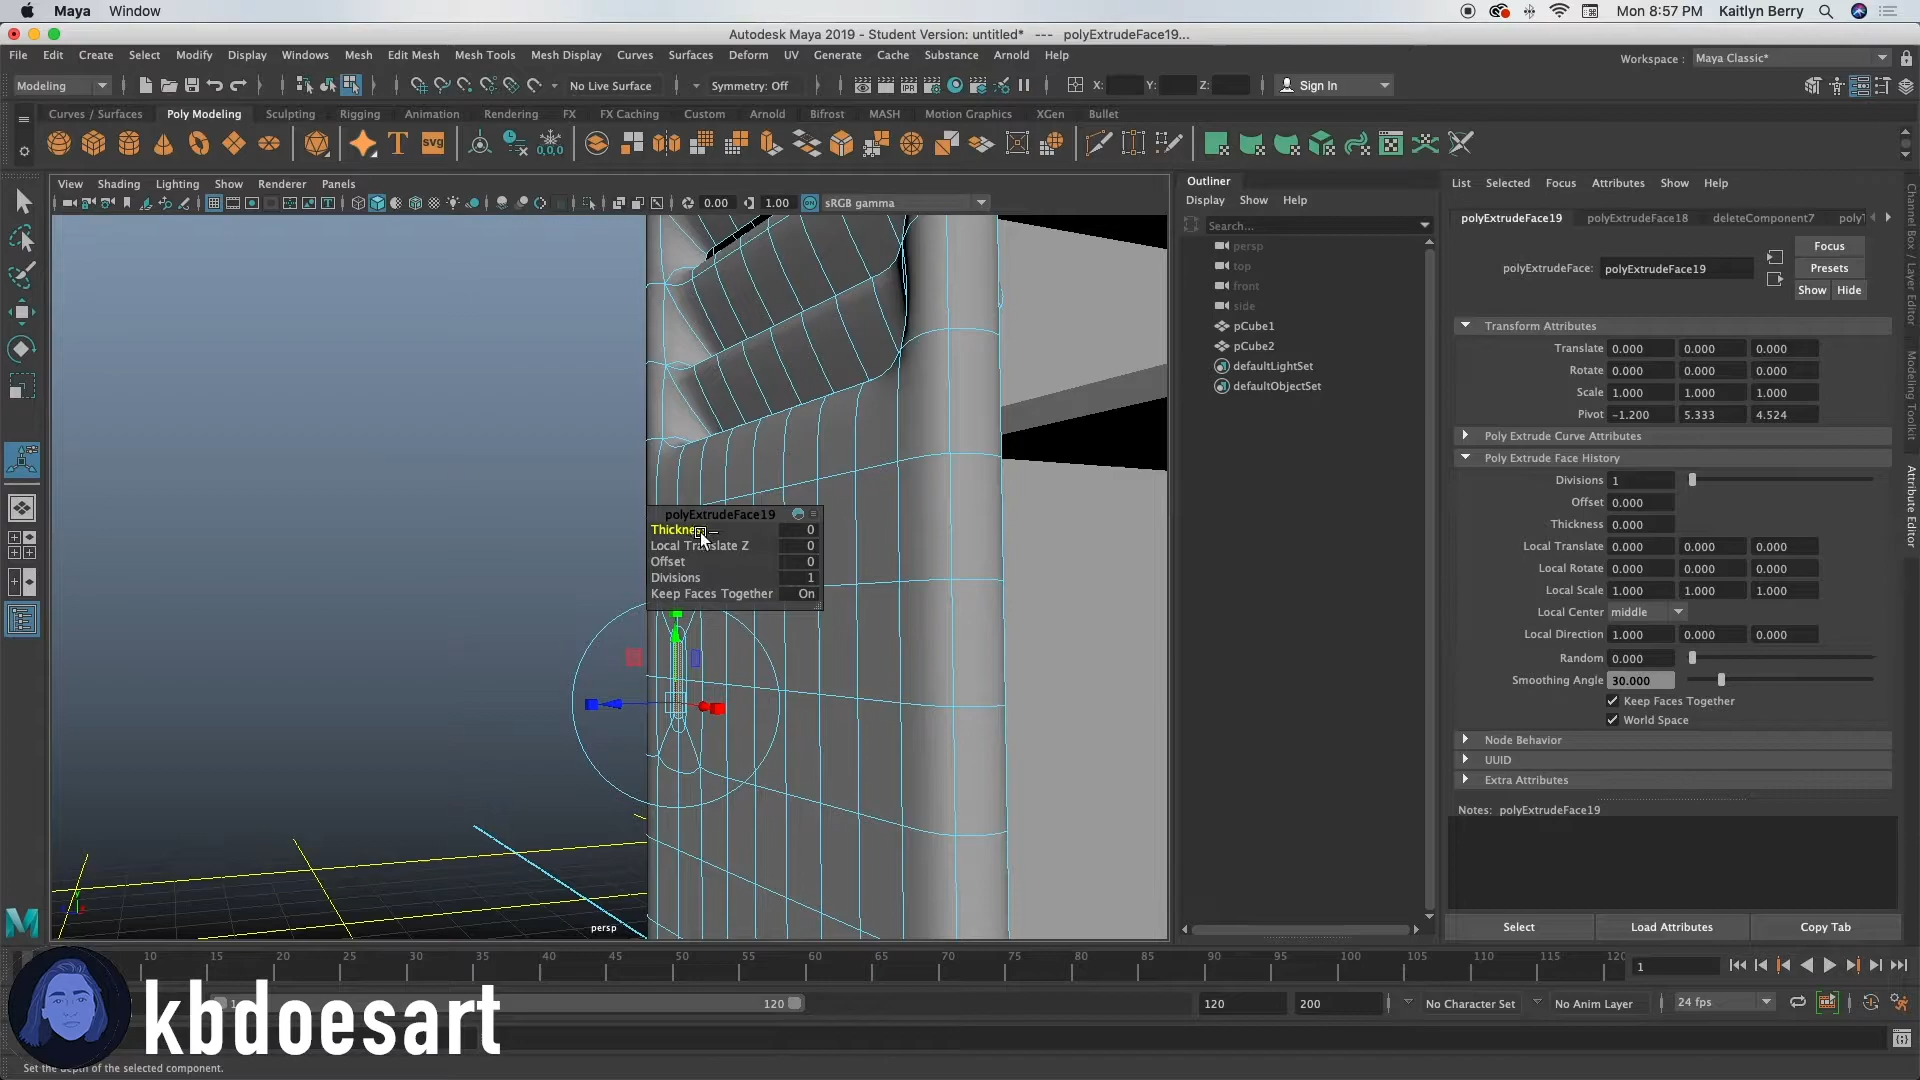 Maya Window
Mon 8:57 PM Kaitlyn Berry
Autodesk Maya 2019 - Student Version: untitled* --- polyExtrudeFace19...
File Edit Create Select Modify Display Windows Mesh Edit Mesh Mesh Tools Mesh Display Curves Surfaces Deform UV Generate Cache Substance Arnold Help
Workspace : Maya Classic*
Modeling No Live Surface Symmetry: Off X: Y: Z: Sign In
Curves / Surfaces Poly Modeling Sculpting Rigging Animation Rendering FX FX Caching Custom Arnold Bifrost MASH Motion Graphics XGen Bullet
View Shading Lighting Show Renderer Panels
0.00 1.00 sRGB gamma
polyExtrudeFace19
Thickne 0
Local Translate Z 0
Offset 0
Divisions 1
Keep Faces Together On
persp
Outliner
Display Show Help
Search...
persp
top
front
side
pCube1
pCube2
defaultLightSet
defaultObjectSet
List Selected Focus Attributes Show Help
polyExtrudeFace19 polyExtrudeFace18 deleteComponent7
Focus
polyExtrudeFace: polyExtrudeFace19 Presets
Show Hide
Transform Attributes
Translate 0.000 0.000 0.000
Rotate 0.000 0.000 0.000
Scale 1.000 1.000 1.000
Pivot -1.200 5.333 4.524
Poly Extrude Curve Attributes
Poly Extrude Face History
Divisions 1
Offset 0.000
Thickness 0.000
Local Translate 0.000 0.000 0.000
Local Rotate 0.000 0.000 0.000
Local Scale 1.000 1.000 1.000
Local Center middle
Local Direction 1.000 0.000 0.000
Random 0.000
Smoothing Angle 30.000
Keep Faces Together
World Space
Node Behavior
UUID
Extra Attributes
Notes: polyExtrudeFace19
Select Load Attributes Copy Tab
Channel Box / Layer Editor
Modeling Toolkit
Attribute Editor
10 15 20 25 30 35 40 45 50 55 60 65 70 75 80 85 90 95 100 105 110 115 120 1
120 120 200 No Character Set No Anim Layer 24 fps
kbdoesart
Set the depth of the selected component.